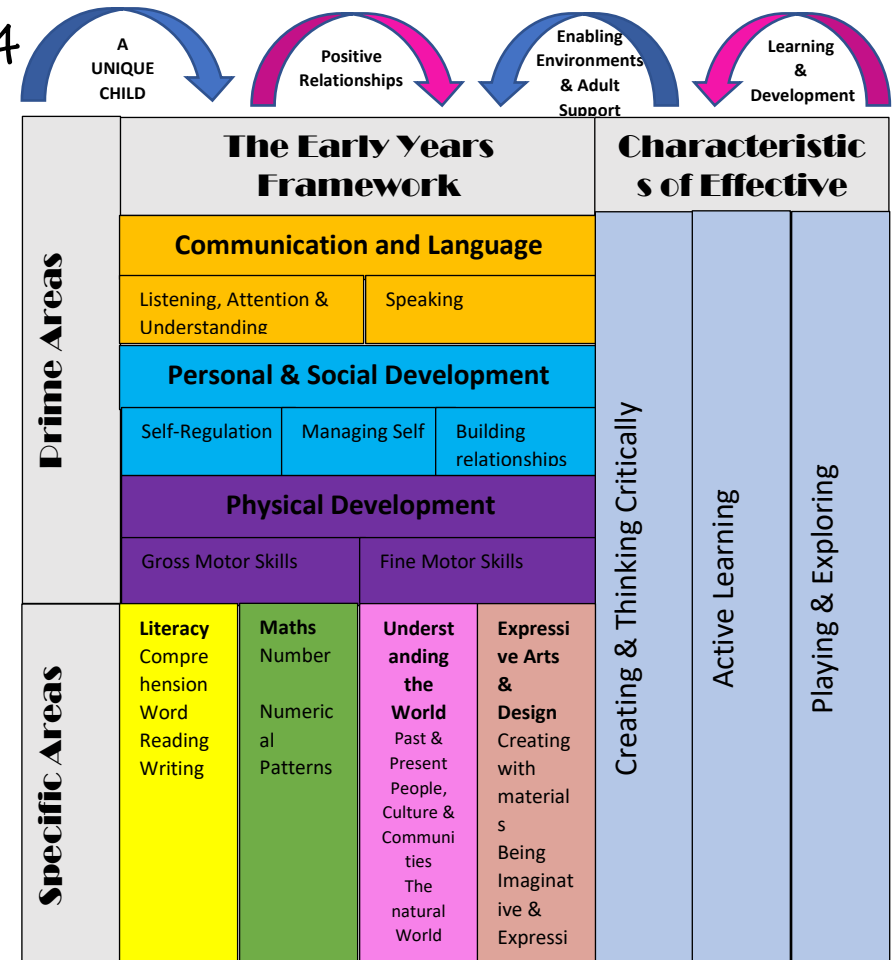 4
A
UNIQUE
CHILD
Positive
Relationships
Enabling
Environments
& Adult
Support
Learning
&
Development
The Early Years
Framework
Characteristic
s of Effective
Prime Areas
Communication and Language
Listening, Attention &
Understanding
Speaking
Personal & Social Development
Self-Regulation
Managing Self
Building
relationships
Physical Development
Gross Motor Skills
Fine Motor Skills
Specific Areas
Literacy
Compre
hension
Word
Reading
Writing
Maths
Number
Numeric
al
Patterns
Underst
anding
the
World
Past &
Present
People,
Culture &
Communi
ties
The
natural
World
Expressi
ve Arts
&
Design
Creating
with
material
s
Being
Imaginat
ive &
Expressi
Creating & Thinking Critically
Active Learning
Playing & Exploring